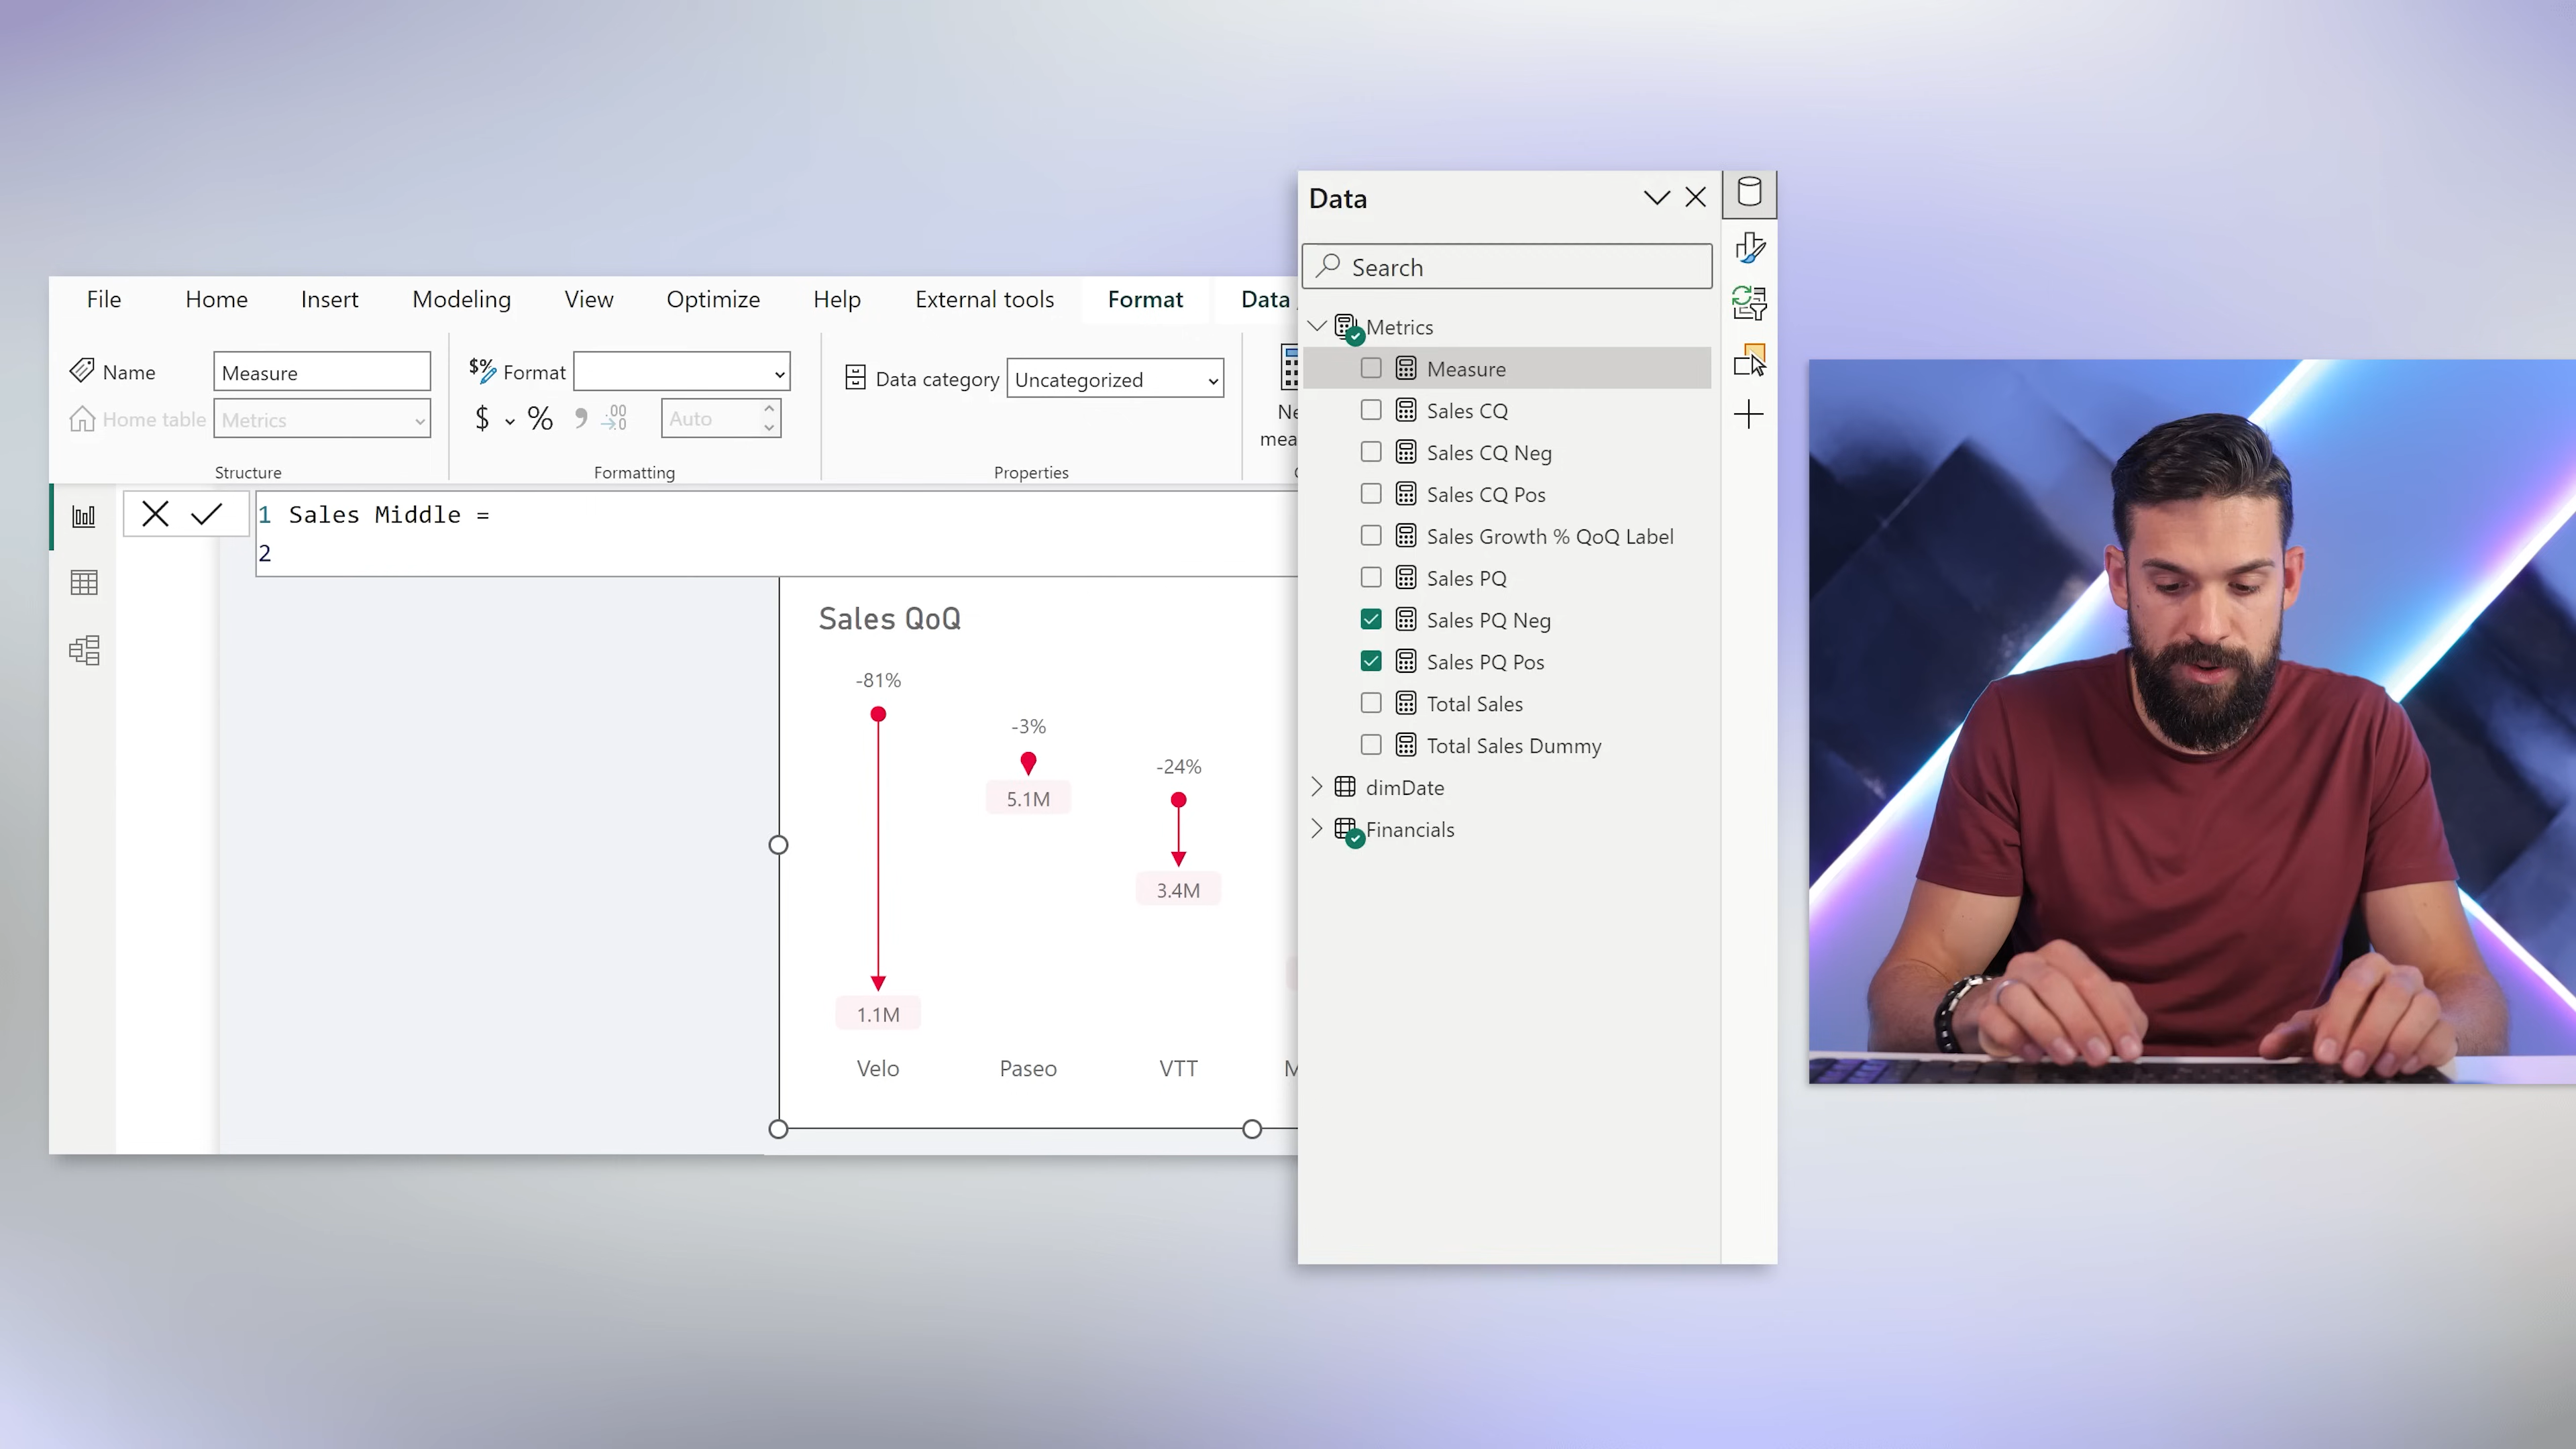 File Home Insert Modeling View Optimize Help External tools Format Data
Name Measure
Home table Metrics
Structure
$% Format
$ % , .00 →.0 Auto
Formatting
Data category Uncategorized
Properties
1 Sales Middle =
2
Sales QoQ
-81%
-3%
-24%
5.1M
3.4M
1.1M
Velo Paseo VTT
Data
Search
Metrics
Measure
Sales CQ
Sales CQ Neg
Sales CQ Pos
Sales Growth % QoQ Label
Sales PQ
Sales PQ Neg
Sales PQ Pos
Total Sales
Total Sales Dummy
dimDate
Financials